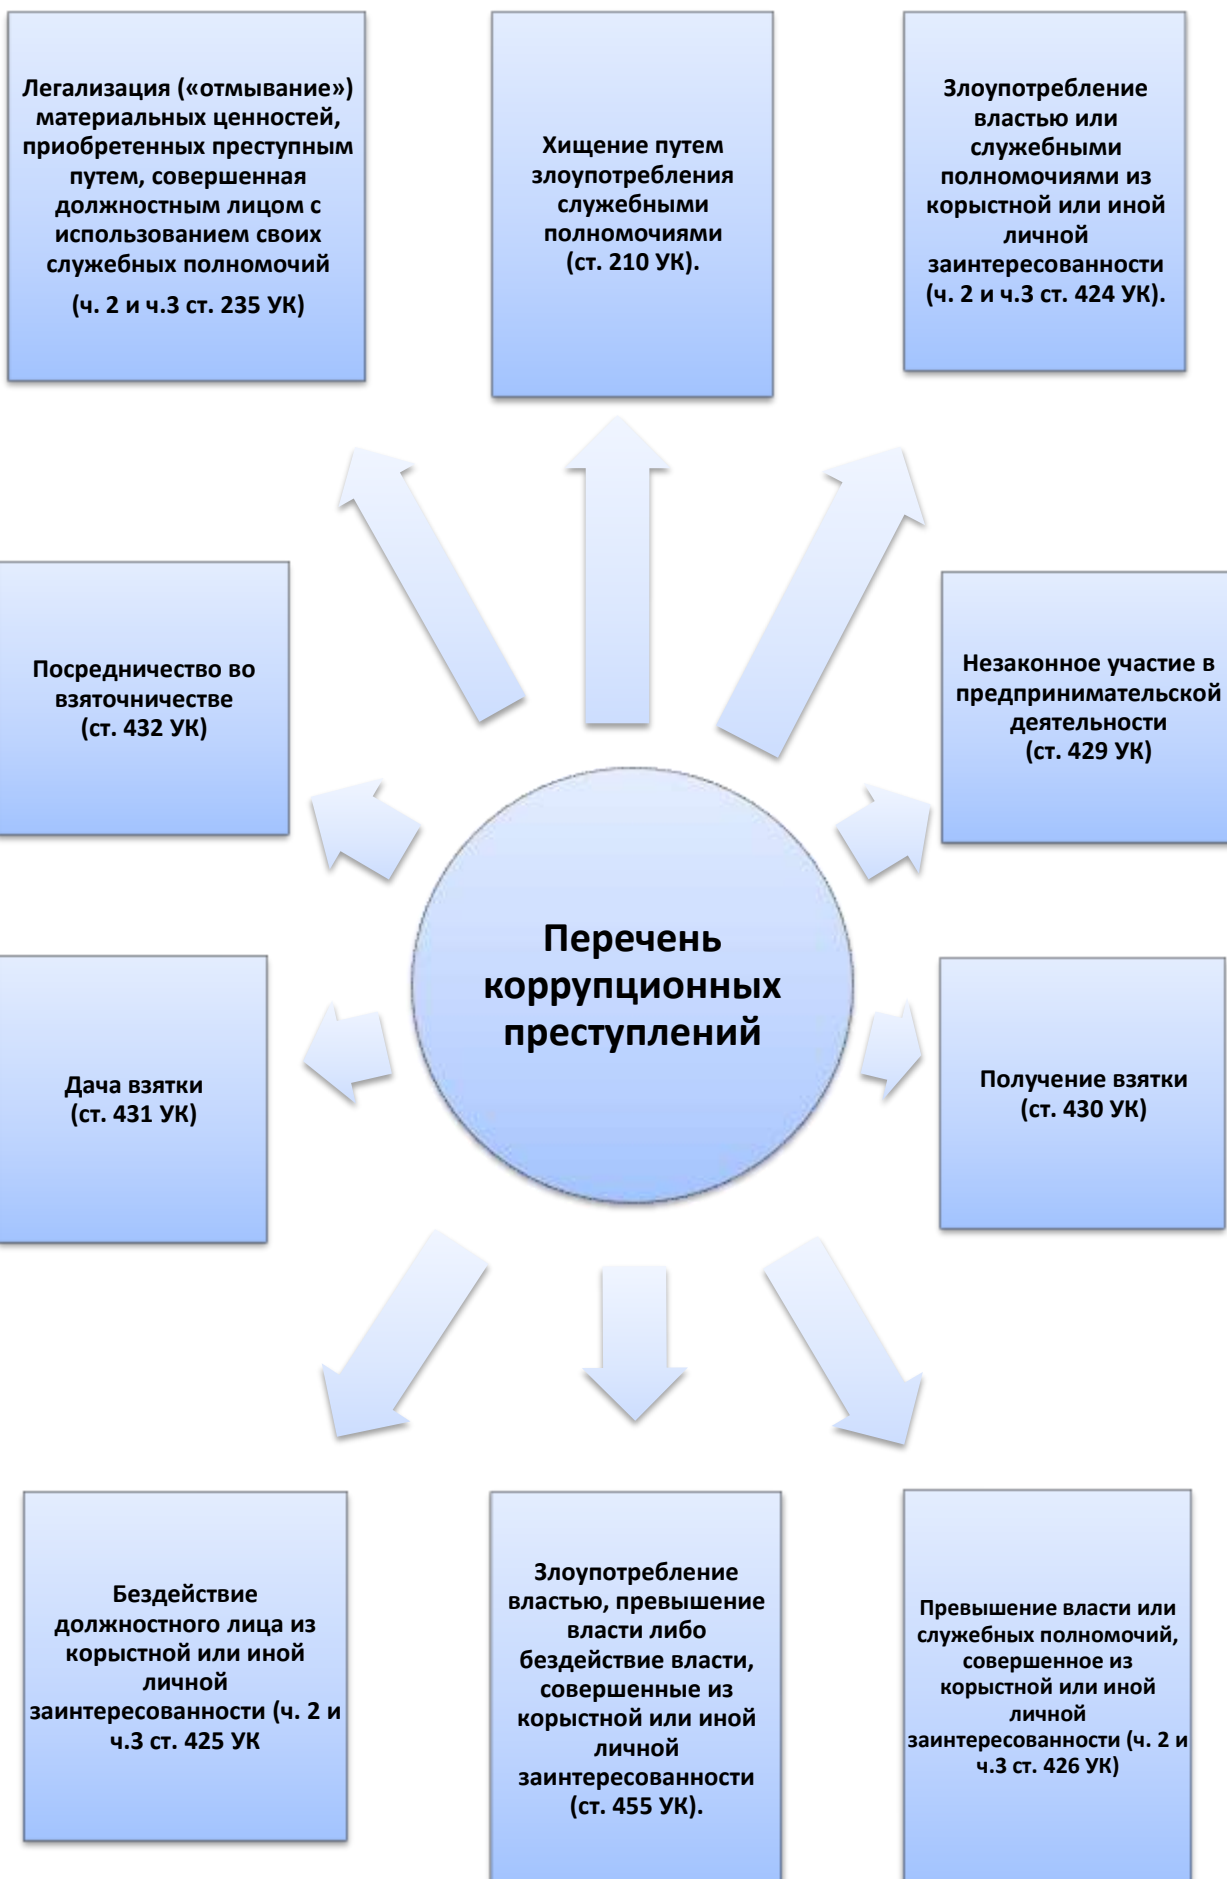 Легализация («отмывание»)
материальных ценностей,
приобретенных преступным
путем, совершенная
должностным лицом с
использованием своих
служебных полномочий
(ч. 2 и ч.3 ст. 235 УК)
Хищение путем
злоупотребления
служебными
полномочиями
(ст. 210 УК).
Злоупотребление
властью или
служебными
полномочиями из
корыстной или иной
личной
заинтересованности
(ч. 2 и ч.3 ст. 424 УК).
Посредничество во
взяточничестве
(ст. 432 УК)
Незаконное участие в
предпринимательской
деятельности
(ст. 429 УК)
Перечень
коррупционных
преступлений
Дача взятки
(ст. 431 УК)
Получение взятки
(ст. 430 УК)
Бездействие
должностного лица из
корыстной или иной
личной
заинтересованности (ч. 2 и
ч.3 ст. 425 УК
Злоупотребление
властью, превышение
власти либо
бездействие власти,
совершенные из
корыстной или иной
личной
заинтересованности
(ст. 455 УК).
Превышение власти или
служебных полномочий,
совершенное из
корыстной или иной
личной
заинтересованности (ч. 2 и
ч.3 ст. 426 УК)